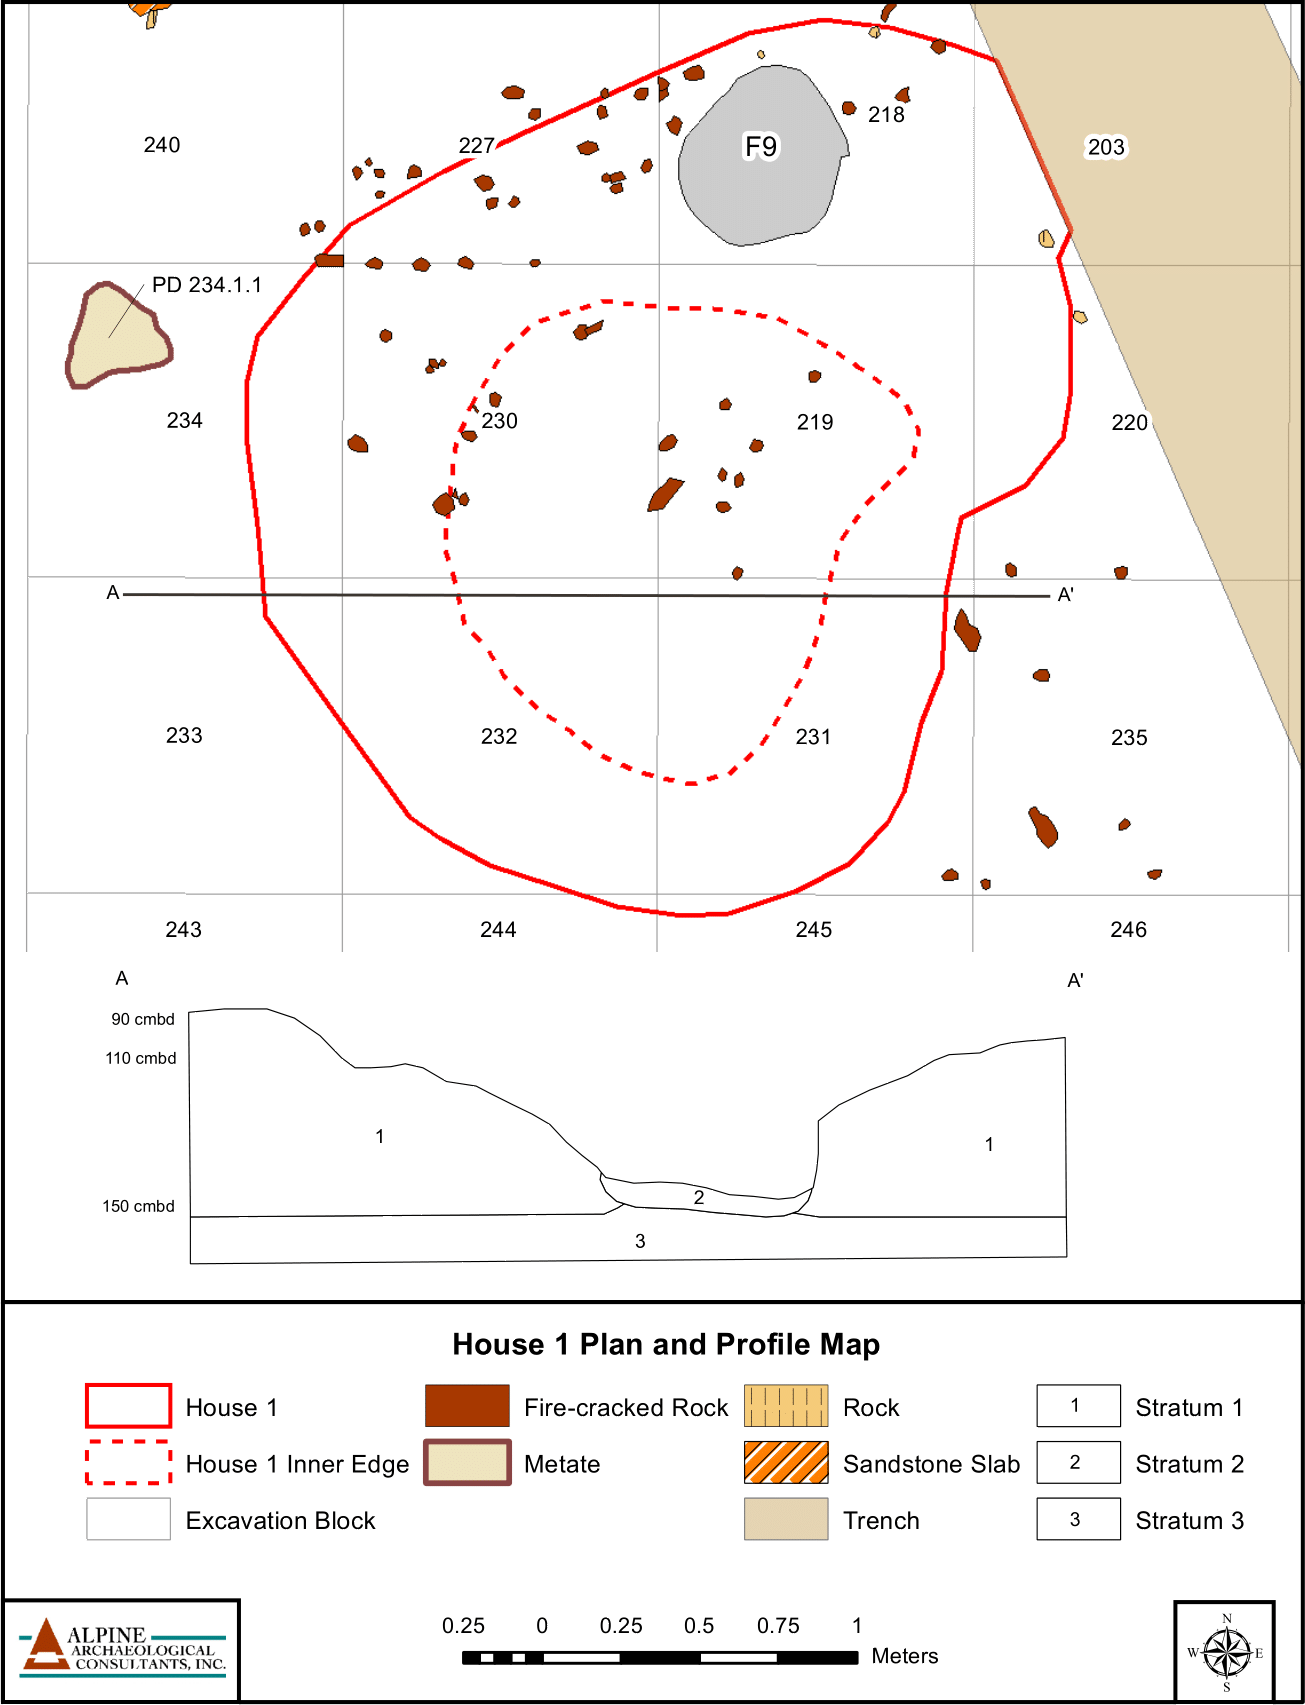 240
227
F9
218
203
PD 234.1.1
234
230
219
220
A
A'
233
232
231
235
243
244
245
246
A
A'
90 cmbd
110 cmbd
1
1
150 cmbd
2
3
House 1 Plan and Profile Map
House 1
Fire-cracked Rock
Rock
1
Stratum 1
House 1 Inner Edge
Metate
Sandstone Slab
2
Stratum 2
Excavation Block
Trench
3
Stratum 3
ALPINE
ARCHAEOLOGICAL
CONSULTANTS, INC.
0.25 0 0.25 0.5 0.75 1
Meters
N
W E
S